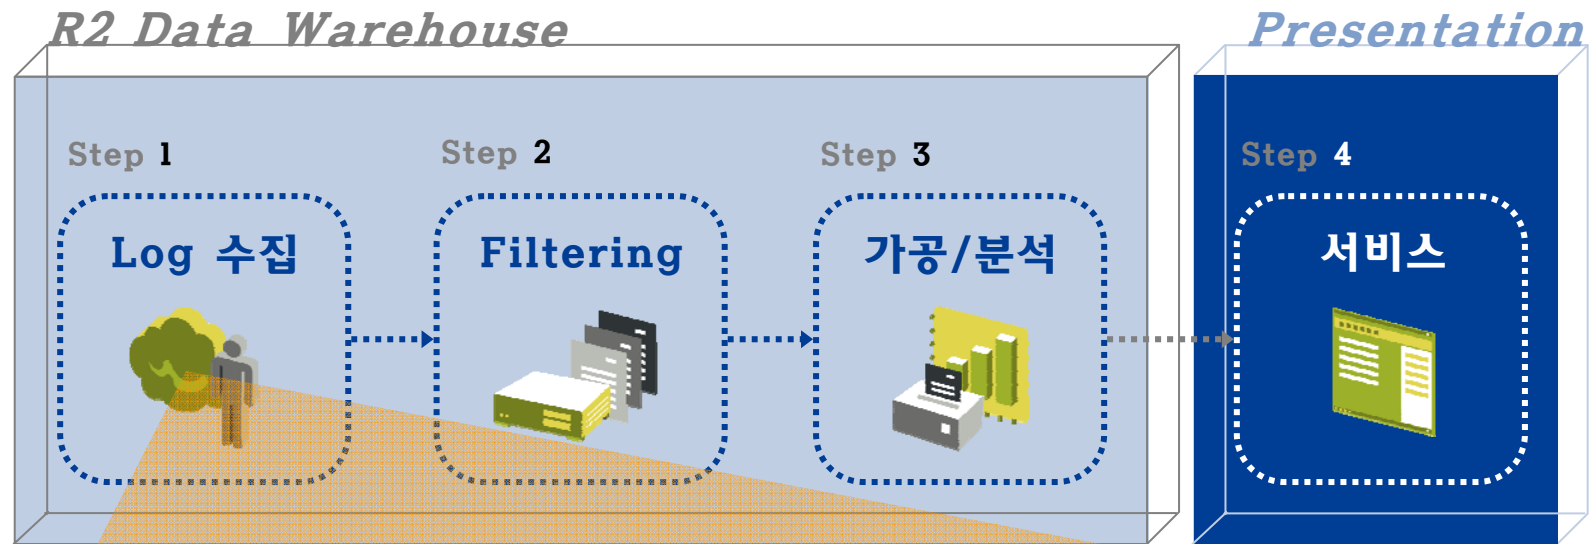 R2 Data Warehouse
Presentation
Step 1
Step 2
Step 3
Step 4
Log 수집
Filtering
가공/분석
서비스